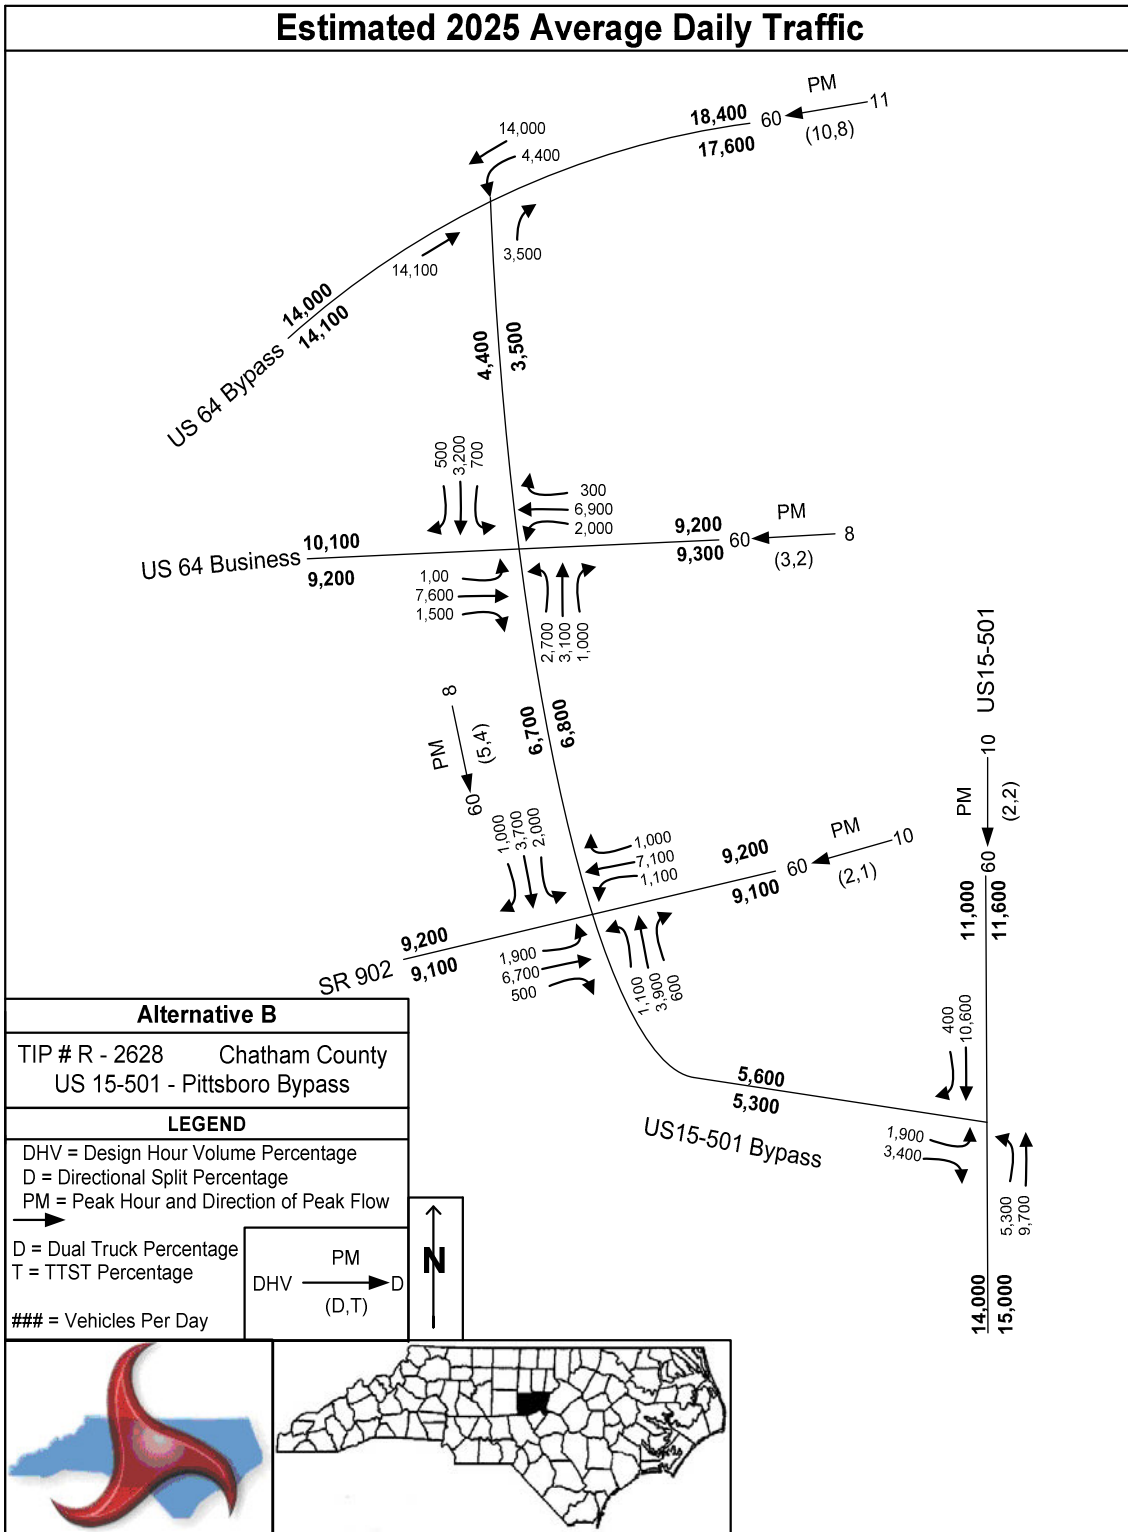 Estimated 2025 Average Daily Traffic
PM
11
18,400
60
(10,8)
17,600
14,000
4,400
3,500
14,100
14,000
14,100
US 64 Bypass
4,400
3,500
500
3,200
700
300
6,900
2,000
PM
9,200
60
8
9,300
(3,2)
10,100
US 64 Business
9,200
1,00
7,600
1,500
2,700
3,100
1,000
US15-501
8
PM
(5,4)
60
6,700
6,800
10
PM
(2,2)
60
11,000
11,600
1,000
3,700
2,000
1,000
7,100
1,100
PM
10
9,200
60
(2,1)
9,100
9,200
SR 902
9,100
1,900
6,700
500
1,100
3,900
600
400
10,600
5,600
5,300
US15-501 Bypass
1,900
3,400
5,300
9,700
14,000
15,000
Alternative B
TIP # R - 2628 Chatham County
US 15-501 - Pittsboro Bypass
LEGEND
DHV = Design Hour Volume Percentage
D = Directional Split Percentage
PM = Peak Hour and Direction of Peak Flow
D = Dual Truck Percentage
T = TTST Percentage
### = Vehicles Per Day
PM
DHV
D
(D,T)
N